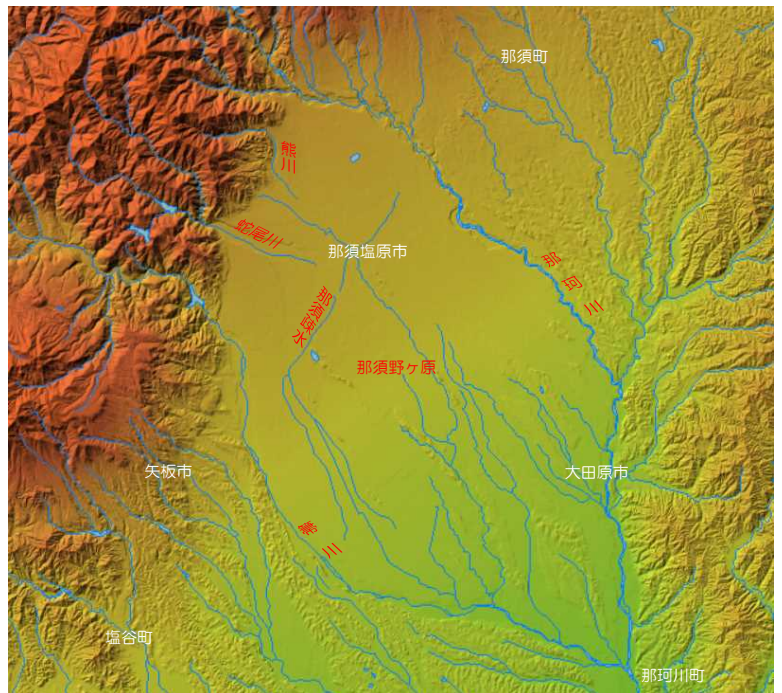 那須町
熊川
蛇尾川
那須塩原市
那珂川
那須疎水
那須野ヶ原
矢板市
大田原市
箒川
塩谷町
那珂川町